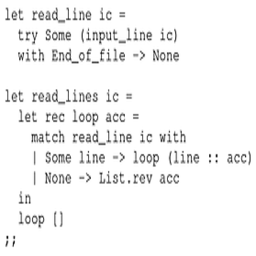 let read_line ic =
  try Some (input_line ic)
  with End_of_file -> None

let read_lines ic =
  let rec loop acc =
    match read_line ic with
    | Some line -> loop (line :: acc)
    | None -> List.rev acc
  in
  loop []
;;